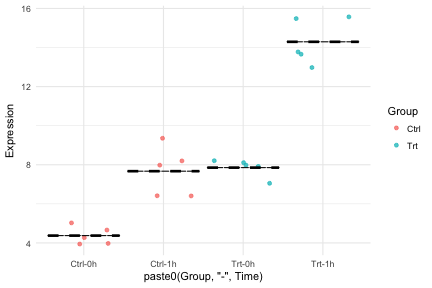 16
12
8
4
Expression
Ctrl-0h
Ctrl-1h
Trt-0h
Trt-1h
paste0(Group, "-", Time)
Group
Ctrl
Trt